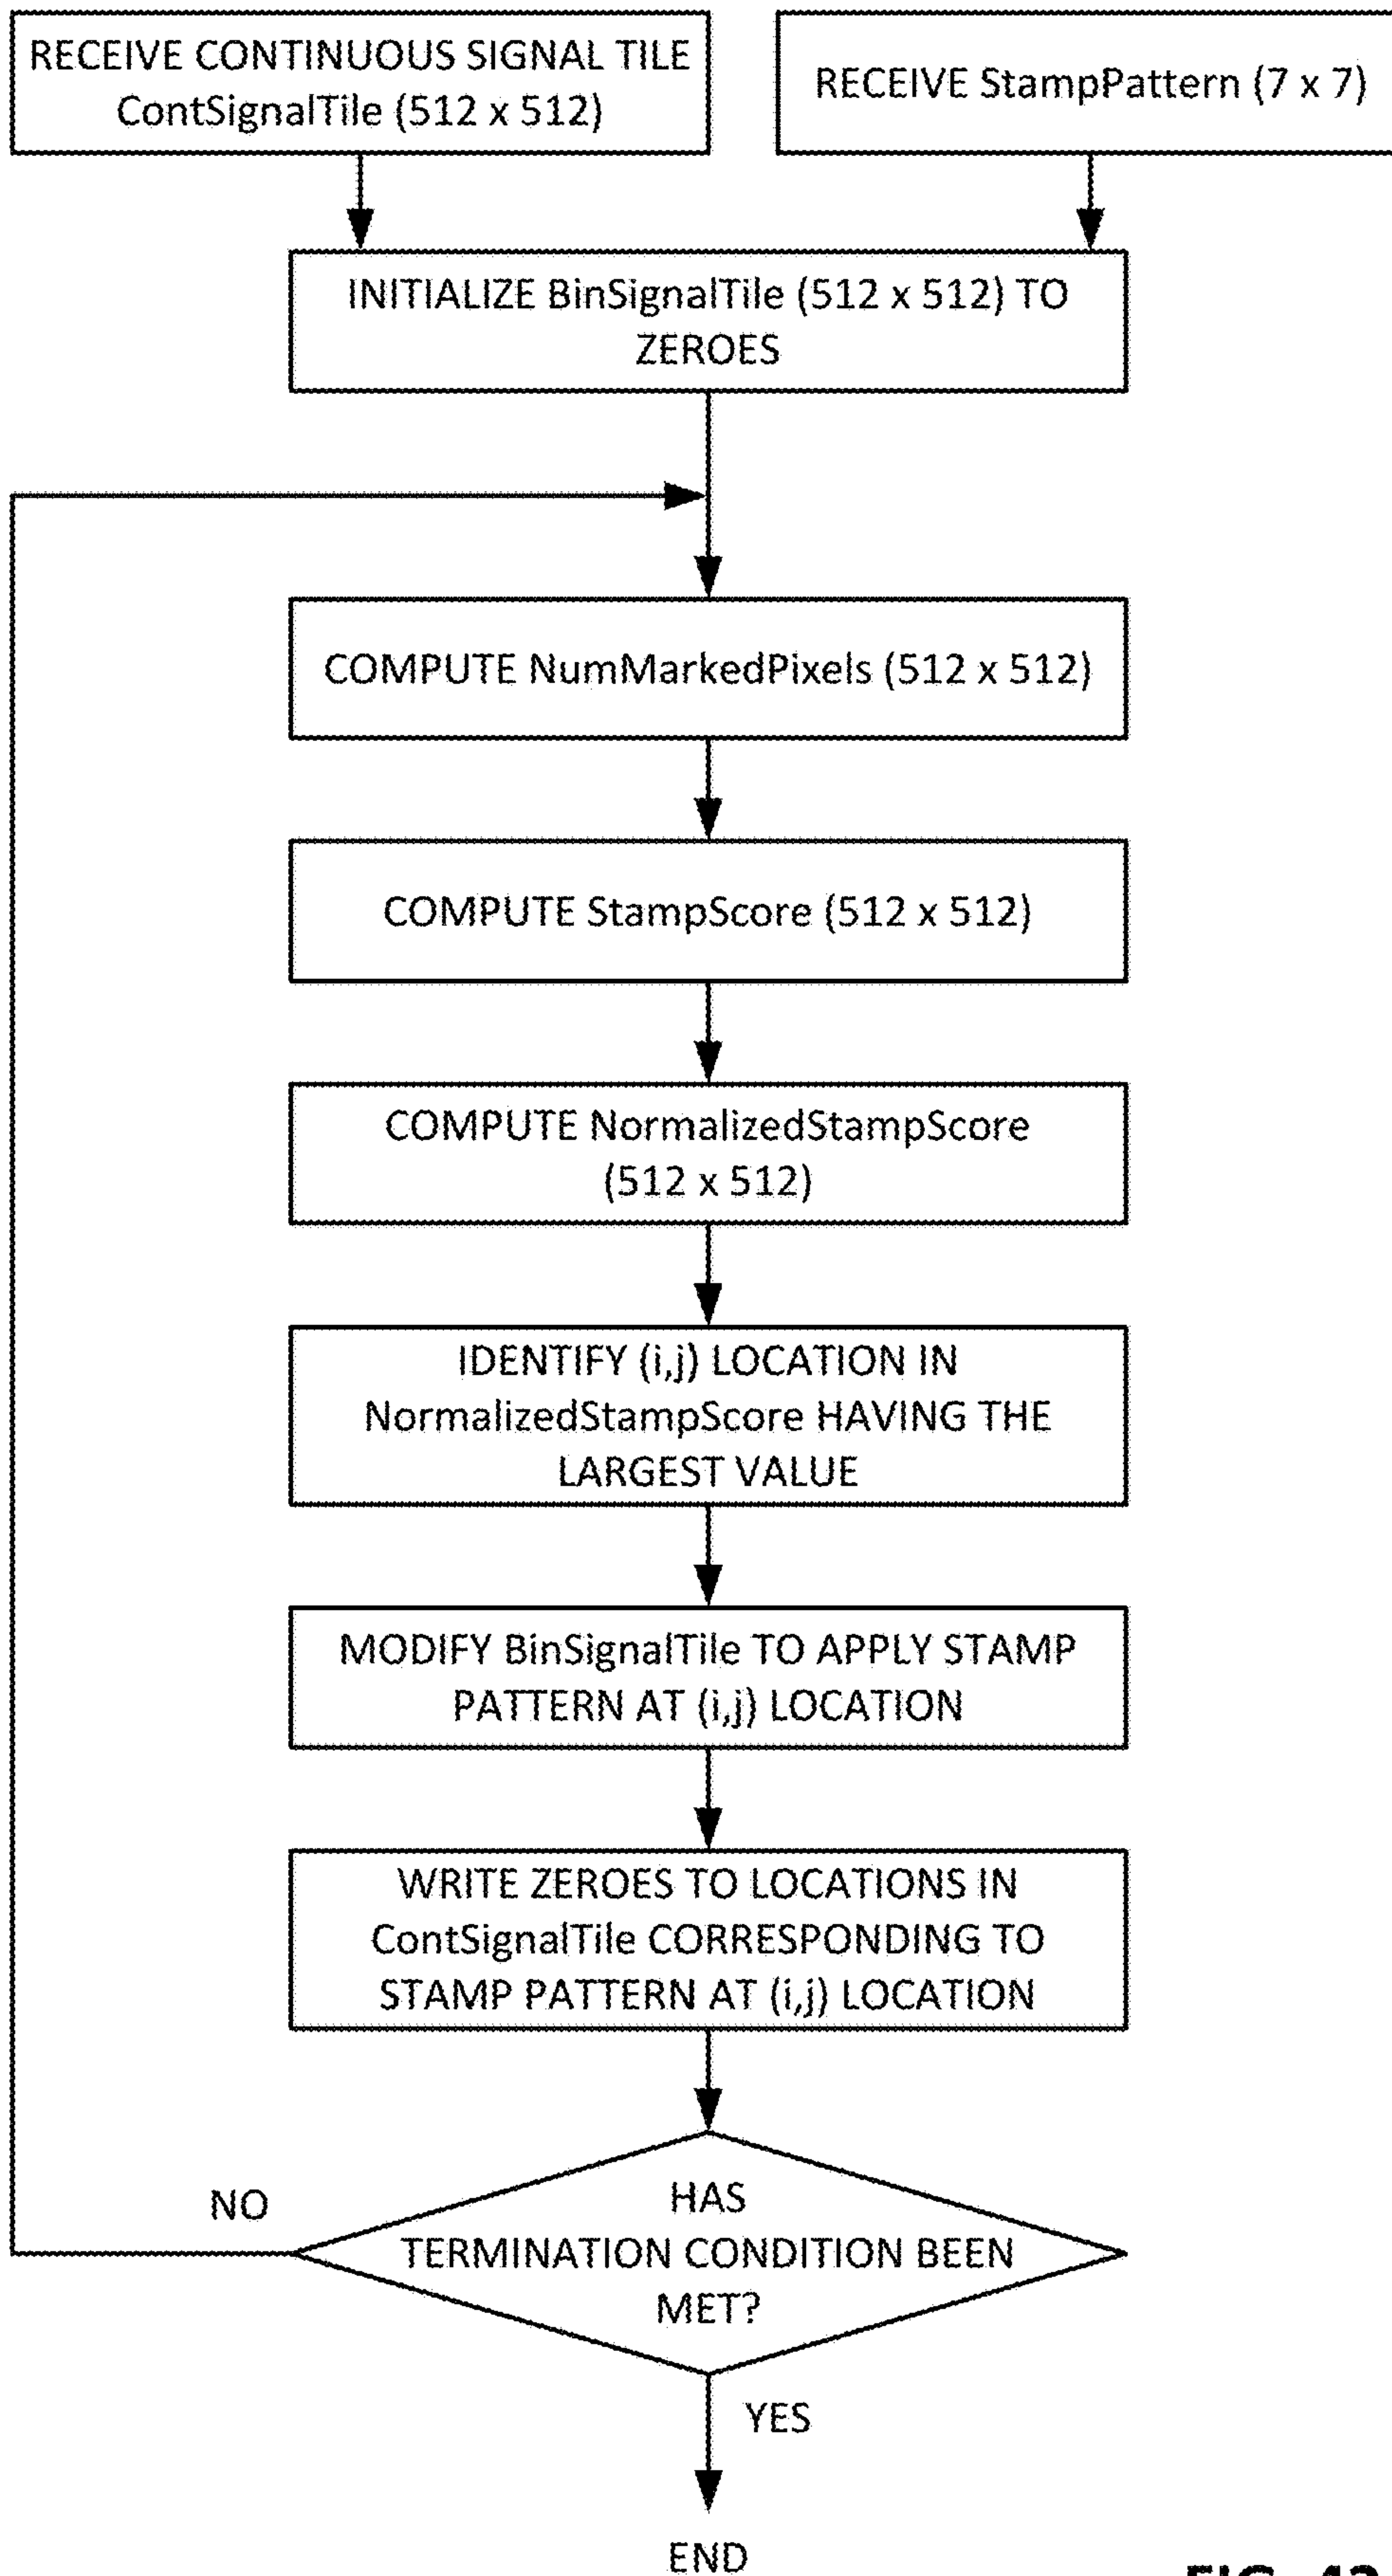 RECEIVE CONTINUOUS SIGNAL TILE
ContSignalTile (512 x 512)
RECEIVE StampPattern (7 x 7)
INITIALIZE BinSignalTile (512 x 512) TO
ZEROES
COMPUTE NumMarkedPixels (512 x 512)
COMPUTE StampScore (512 x 512)
COMPUTE NormalizedStampScore
(512 x 512)
IDENTIFY (i,j) LOCATION IN
NormalizedStampScore HAVING THE
LARGEST VALUE
MODIFY BinSignalTile TO APPLY STAMP
PATTERN AT (i,j) LOCATION
WRITE ZEROES TO LOCATIONS IN
ContSignalTile CORRESPONDING TO
STAMP PATTERN AT (i,j) LOCATION
HAS
TERMINATION CONDITION BEEN
MET?
NO
YES
END